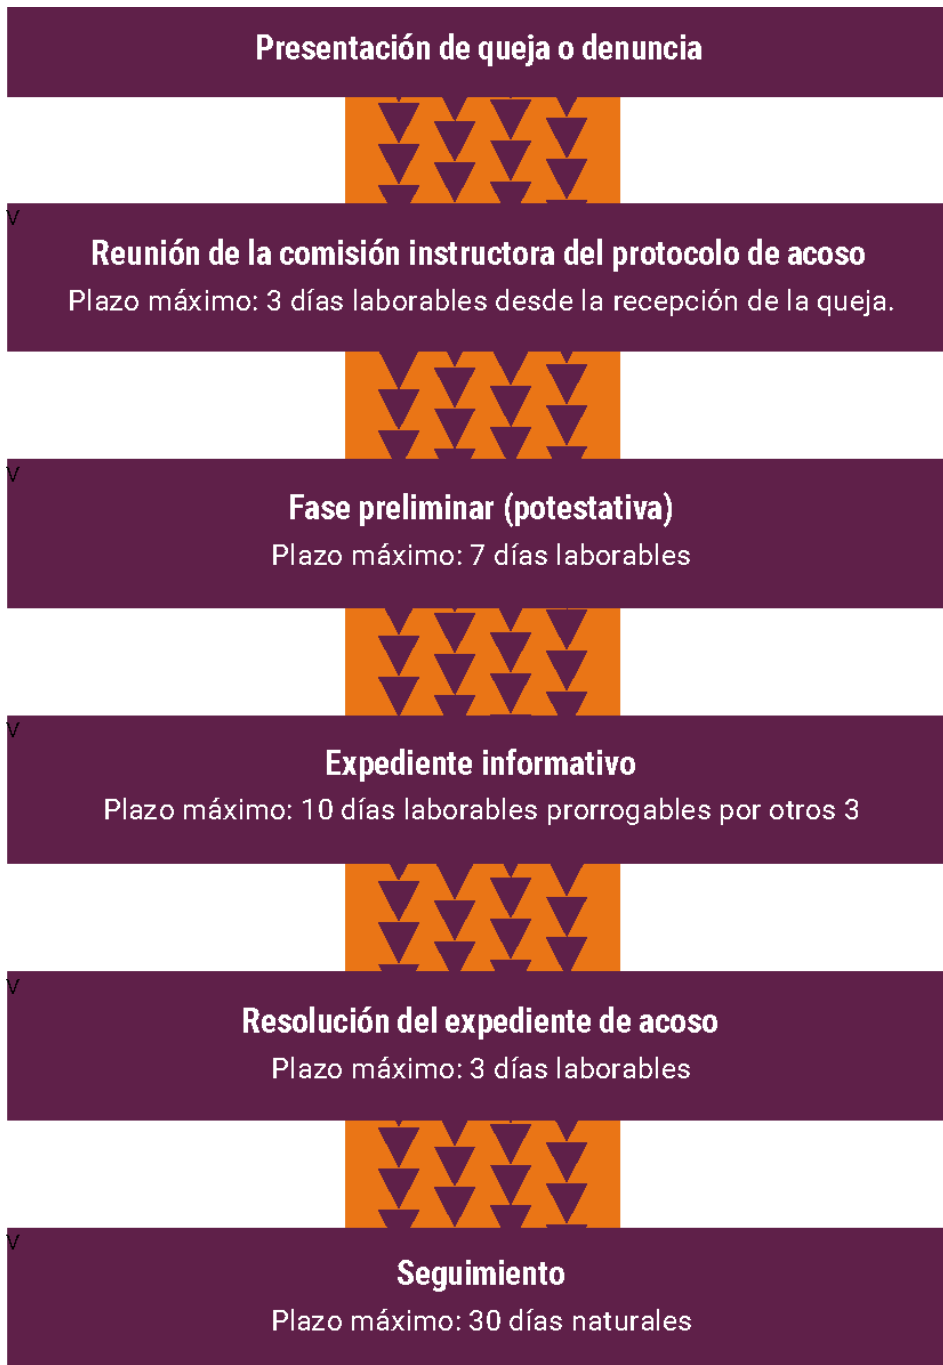 Presentación de queja o denuncia
V
Reunión de la comisión instructora del protocolo de acoso
Plazo máximo: 3 días laborables desde la recepción de la queja.
V
Fase preliminar (potestativa)
Plazo máximo: 7 días laborables
V
Expediente informativo
Plazo máximo: 10 días laborables prorrogables por otros 3
V
Resolución del expediente de acoso
Plazo máximo: 3 días laborables
V
Seguimiento
Plazo máximo: 30 días naturales